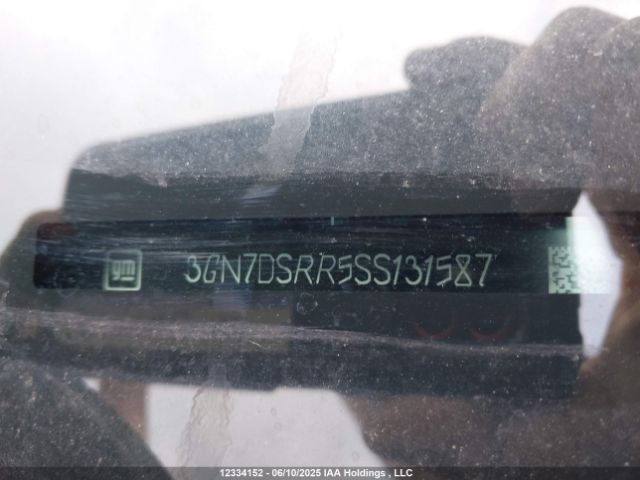 gm 3GN7DSRR5SS131587
12334152 - 06/10/2025 IAA Holdings , LLC